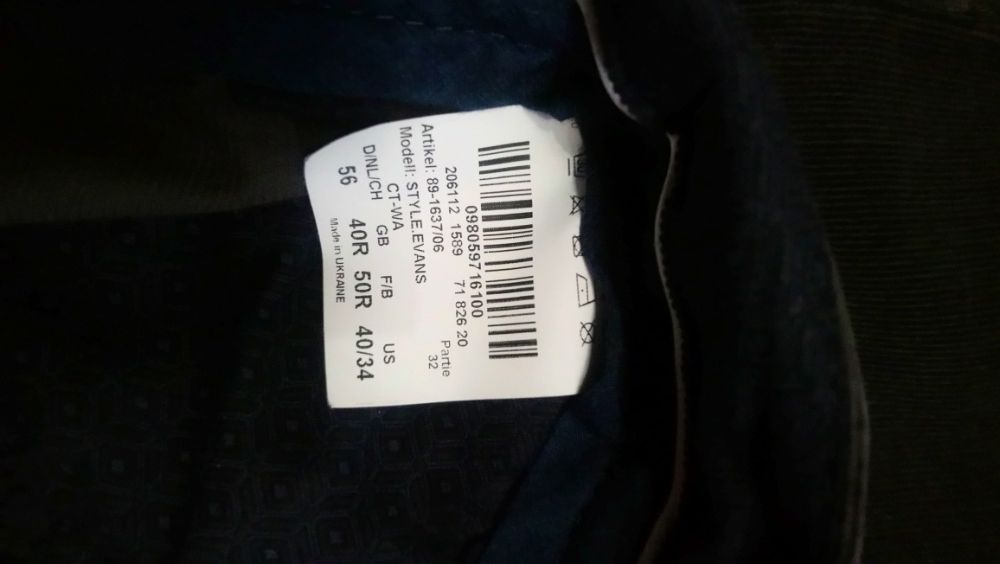 098059716100
206112 1589 71 826 20 Partie
Artikel: 89-1637/06 32
Modell: STYLE.EVANS
CT-WA
D/NL/CH GB F/B US
56 40R 50R 40/34
Made in UKRAINE